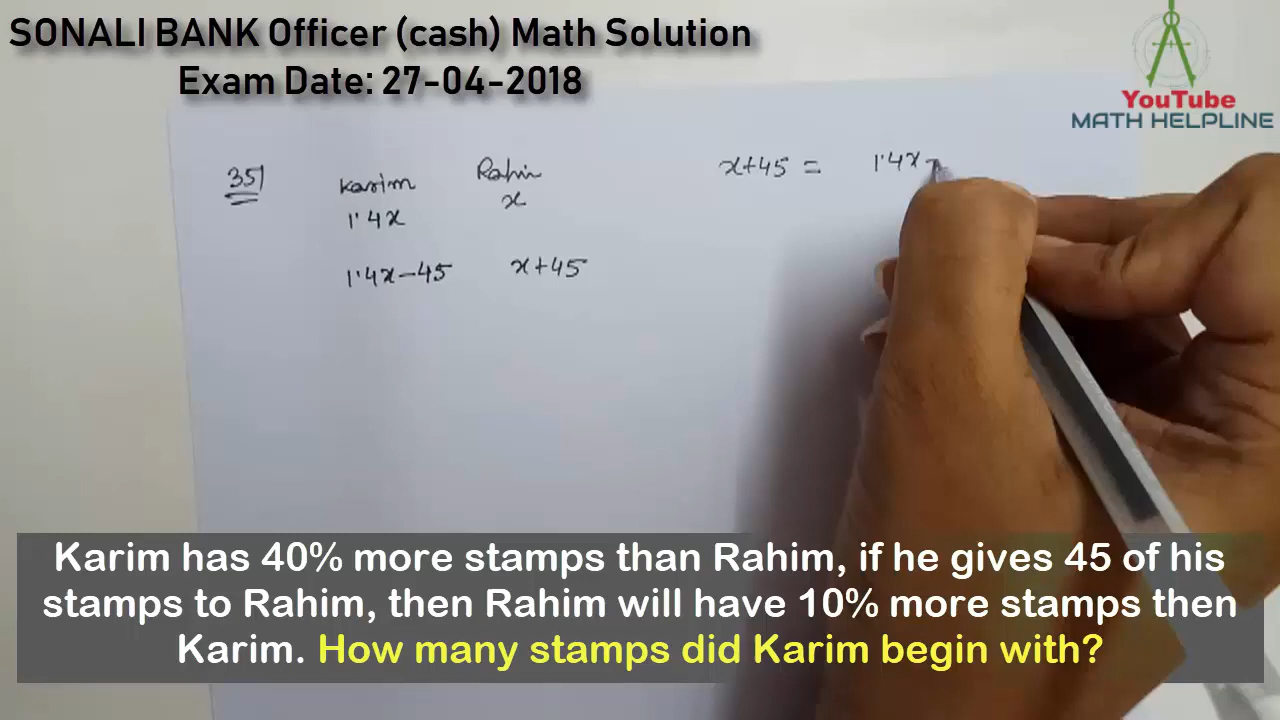 SONALI BANK Officer (cash) Math Solution
Exam Date: 27-04-2018
YouTube
MATH HELPLINE
35)
Karim Rahim
1.4x x
1.4x-45 x+45
x+45 = 1.4x-
Karim has 40% more stamps than Rahim, if he gives 45 of his
stamps to Rahim, then Rahim will have 10% more stamps then
Karim. How many stamps did Karim begin with?